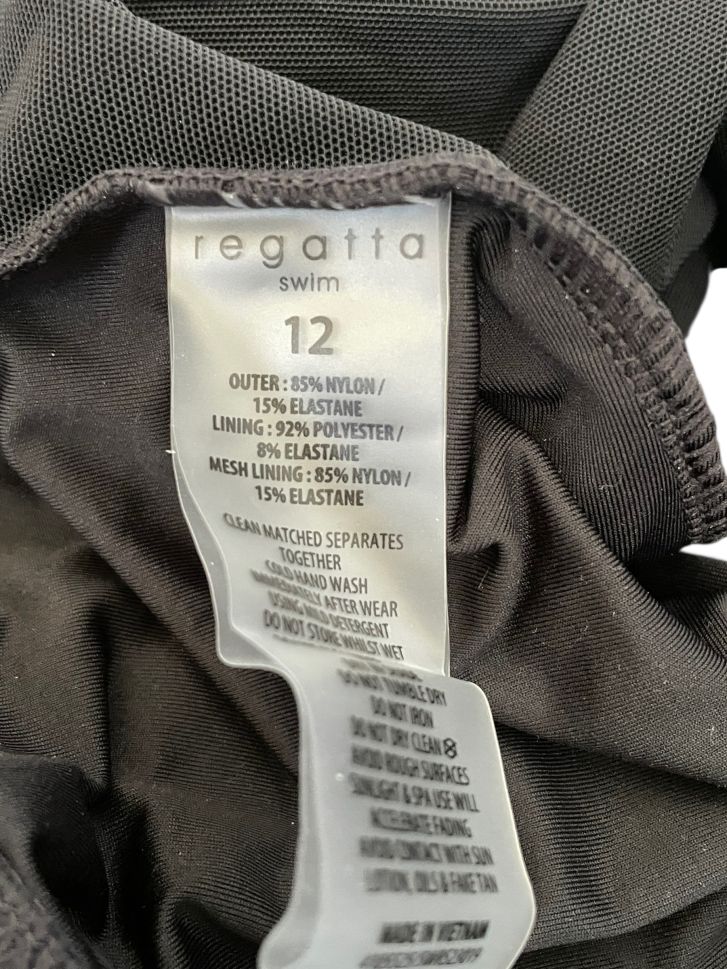 regatta
swim
12
OUTER : 85% NYLON /
15% ELASTANE
LINING : 92% POLYESTER /
8% ELASTANE
MESH LINING : 85% NYLON /
15% ELASTANE
CLEAN MATCHED SEPARATES
TOGETHER
COLD HAND WASH
IMMEDIATELY AFTER WEAR
USING MILD DETERGENT
DO NOT STORE WHILST WET
DO NOT TUMBLE DRY
DO NOT IRON
DO NOT DRY CLEAN
AVOID ROUGH SURFACES
SUNLIGHT & SPA USE WILL
ACCELERATE FADING
AVOID CONTACT WITH SUN
LOTION, OILS & FAKE TAN
MADE IN VIETNAM